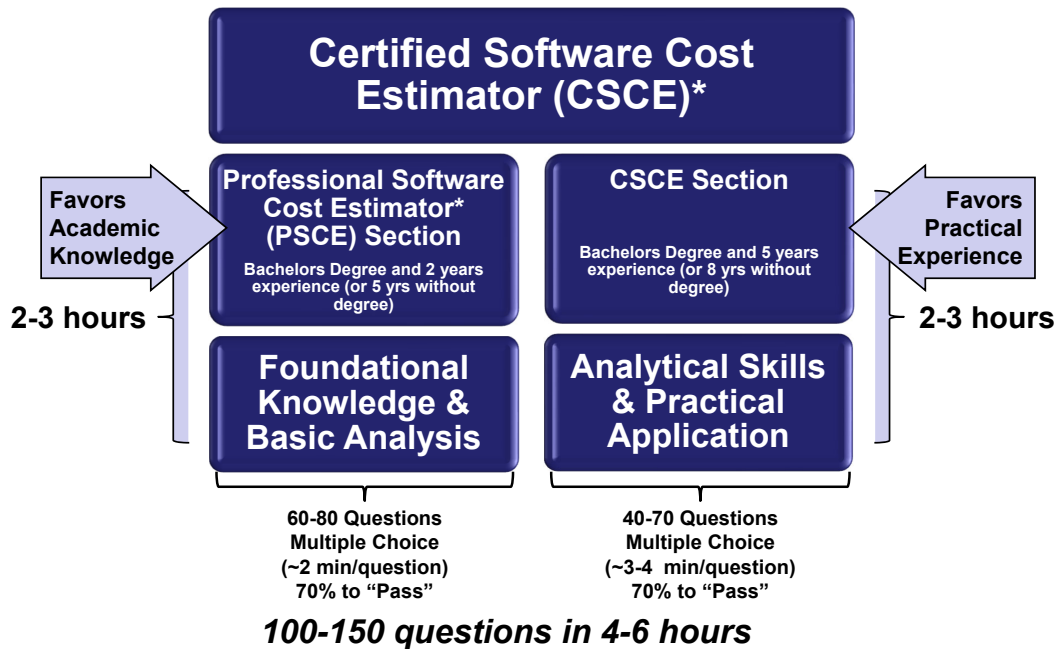 Certified Software Cost
Estimator (CSCE)*
Favors
Academic
Knowledge
2-3 hours
Professional Software
Cost Estimator*
(PSCE) Section
Bachelors Degree and 2 years
experience (or 5 yrs without
degree)
CSCE Section
Bachelors Degree and 5 years
experience (or 8 yrs without
degree)
Favors
Practical
Experience
2-3 hours
Foundational
Knowledge &
Basic Analysis
Analytical Skills
& Practical
Application
60-80 Questions
Multiple Choice
(~2 min/question)
70% to “Pass”
40-70 Questions
Multiple Choice
(~3-4 min/question)
70% to “Pass”
100-150 questions in 4-6 hours